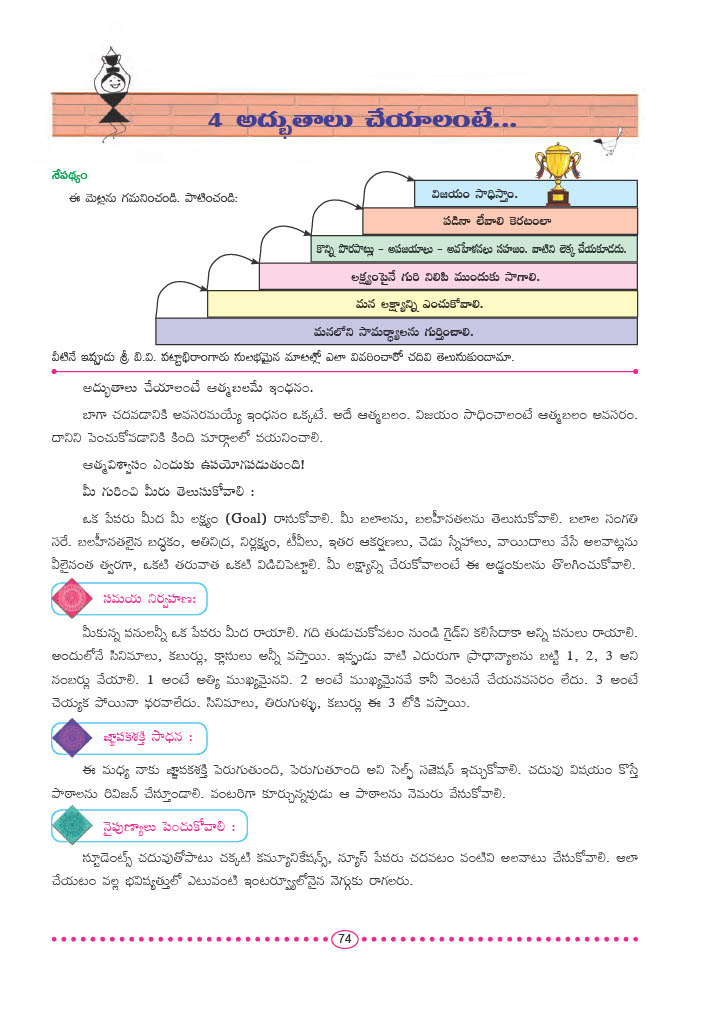 4 అద్భుతాలు చేయాలంటే...
నేపథ్యం
ఈ మెట్లను గమనించండి. పాటించండి:
విజయం సాధిస్తాం.
పడినా లేవాలి కెరటంలా
కొన్ని పొరపాట్లు - అపజయాలు - అవహేళనలు సహజం. వాటిని లెక్క చేయకూడదు.
లక్ష్యంపైనే గురి నిలిపి ముందుకు సాగాలి.
మన లక్ష్యాన్ని ఎంచుకోవాలి.
మనలోని సామర్థ్యాలను గుర్తించాలి.
వీటినే ఇప్పుడు శ్రీ బి.వి. పట్టాభిరాంగారు సులభమైన మాటల్లో ఎలా వివరించారో చదివి తెలుసుకుందామా.
అద్భుతాలు చేయాలంటే ఆత్మబలమే ఇంధనం.
బాగా చదవడానికి అవసరమయ్యే ఇంధనం ఒక్కటే. అదే ఆత్మబలం. విజయం సాధించాలంటే ఆత్మబలం అవసరం.
దానిని పెంచుకోవడానికి కింది మార్గాలలో పయనించాలి.
ఆత్మవిశ్వాసం ఎందుకు ఉపయోగపడుతుంది!
మీ గురించి మీరు తెలుసుకోవాలి :
ఒక పేపరు మీద మీ లక్ష్యం (Goal) రాసుకోవాలి. మీ బలాలను, బలహీనతలను తెలుసుకోవాలి. బలాల సంగతి
సరే. బలహీనతలైన బద్ధకం, అతినిద్ర, నిర్లక్ష్యం, టీవీలు, ఇతర ఆకర్షణలు, చెడు స్నేహాలు, వాయిదాలు వేసే అలవాట్లను
వీలైనంత త్వరగా, ఒకటి తరువాత ఒకటి విడిచిపెట్టాలి. మీ లక్ష్యాన్ని చేరుకోవాలంటే ఈ అడ్డంకులను తొలగించుకోవాలి.
సమయ నిర్వహణ:
మీకున్న పనులన్నీ ఒక పేపరు మీద రాయాలి. గది తుడుచుకోవటం నుండి గైడ్‌ని కలిసేదాకా అన్ని పనులు రాయాలి.
అందులోనే సినిమాలు, కబుర్లు, క్లాసులు అన్నీ వస్తాయి. ఇప్పుడు వాటి ఎదురుగా ప్రాధాన్యాలను బట్టి 1, 2, 3 అని
నంబర్లు వేయాలి. 1 అంటే అత్యి ముఖ్యమైనవి. 2 అంటే ముఖ్యమైనవే కానీ వెంటనే చేయనవసరం లేదు. 3 అంటే
చెయ్యక పోయినా ఫరవాలేదు. సినిమాలు, తిరుగుళ్ళు, కబుర్లు ఈ 3 లోకి వస్తాయి.
జ్ఞాపకశక్తి సాధన :
ఈ మధ్య నాకు జ్ఞాపకశక్తి పెరుగుతుంది, పెరుగుతూంది అని సెల్ఫ్ సజెషన్ ఇచ్చుకోవాలి. చదువు విషయం కొస్తే
పాఠాలను రివిజన్ చేస్తూండాలి. వంటరిగా కూర్చున్నవుడు ఆ పాఠాలను నెమరు వేసుకోవాలి.
నైపుణ్యాలు పెంచుకోవాలి :
స్టూడెంట్స్ చదువుతోపాటు చక్కటి కమ్యూనికేషన్స్, న్యూస్ పేపరు చదవటం వంటివి అలవాటు చేసుకోవాలి. అలా
చేయటం వల్ల భవిష్యత్తులో ఎటువంటి ఇంటర్వ్యూలోనైన నెగ్గుకు రాగలరు.
74